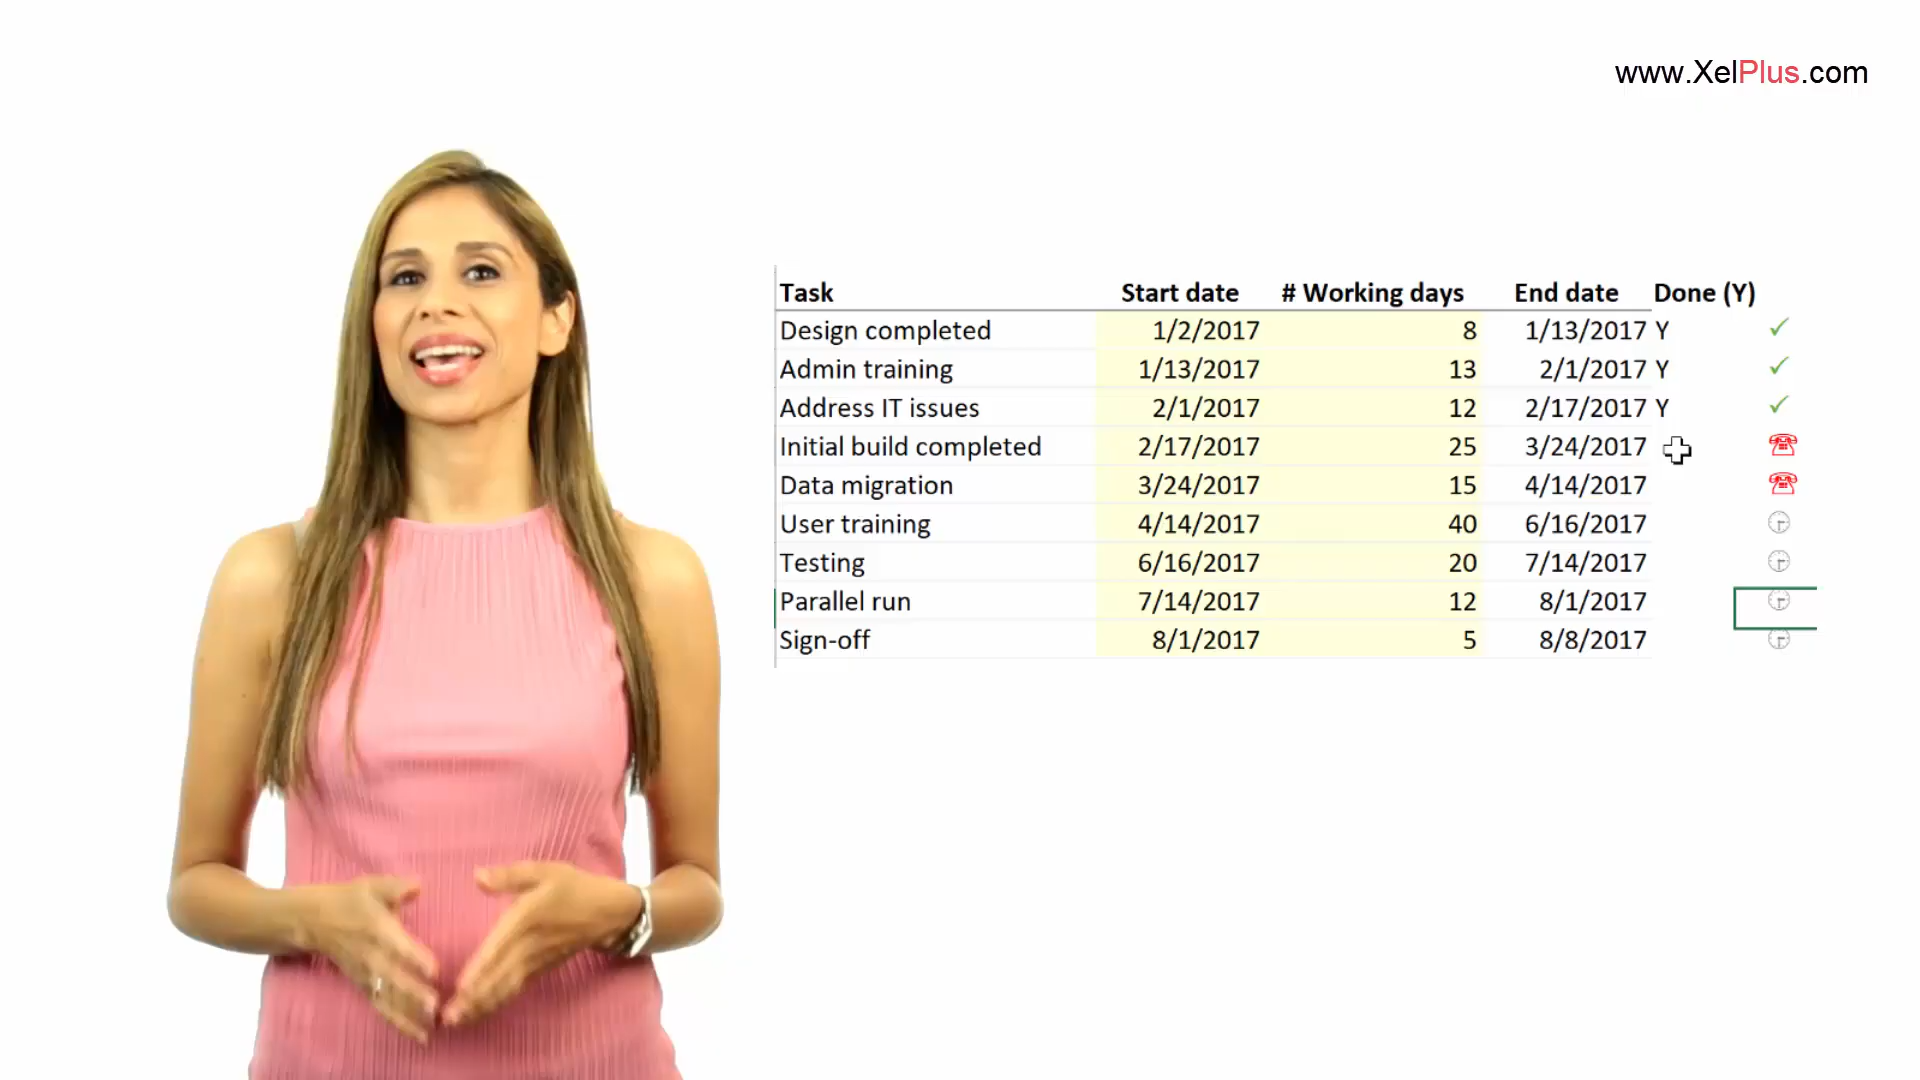 www.XelPlus.com
Task Start date # Working days End date Done (Y)
Design completed 1/2/2017 8 1/13/2017 Y
Admin training 1/13/2017 13 2/1/2017 Y
Address IT issues 2/1/2017 12 2/17/2017 Y
Initial build completed 2/17/2017 25 3/24/2017
Data migration 3/24/2017 15 4/14/2017
User training 4/14/2017 40 6/16/2017
Testing 6/16/2017 20 7/14/2017
Parallel run 7/14/2017 12 8/1/2017
Sign-off 8/1/2017 5 8/8/2017